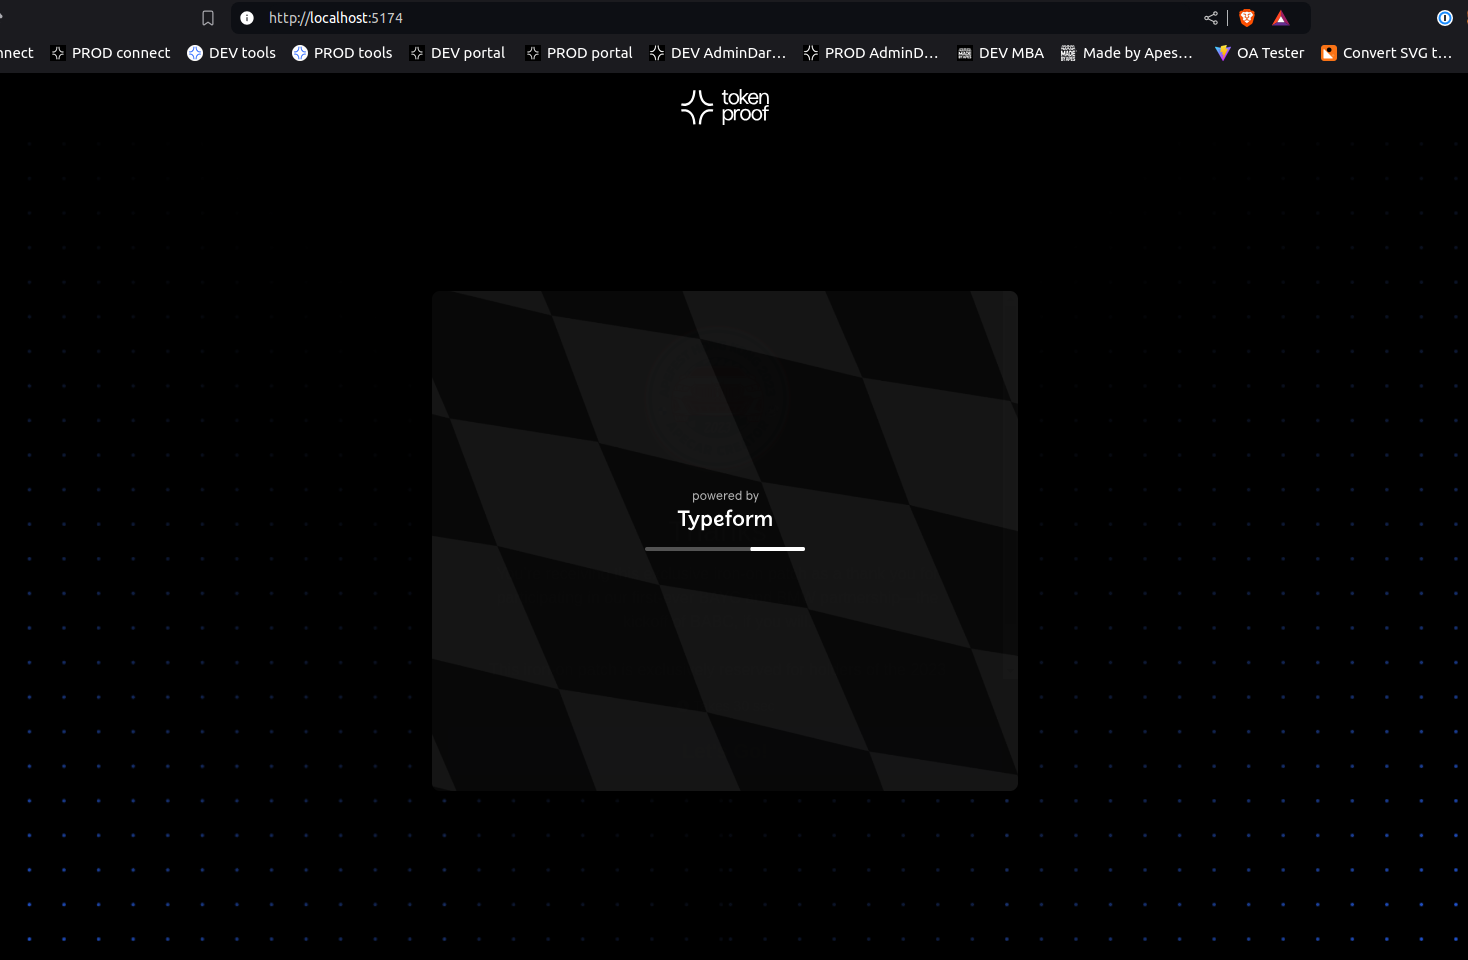 http://localhost:5174
nnect PROD connect DEV tools PROD tools DEV portal PROD portal DEV AdminDar... PROD AdminD... DEV MBA Made by Apes... OA Tester Convert SVG t...
token
proof
powered by
Typeform